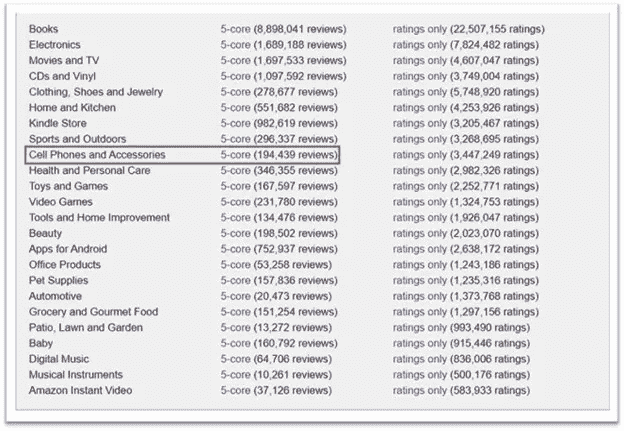 Books 5-core (8,898,041 reviews) ratings only (22,507,155 ratings)
Electronics 5-core (1,689,188 reviews) ratings only (7,824,482 ratings)
Movies and TV 5-core (1,697,533 reviews) ratings only (4,607,047 ratings)
CDs and Vinyl 5-core (1,097,592 reviews) ratings only (3,749,004 ratings)
Clothing, Shoes and Jewelry 5-core (278,677 reviews) ratings only (5,748,920 ratings)
Home and Kitchen 5-core (551,682 reviews) ratings only (4,253,926 ratings)
Kindle Store 5-core (982,619 reviews) ratings only (3,205,467 ratings)
Sports and Outdoors 5-core (296,337 reviews) ratings only (3,268,695 ratings)
Cell Phones and Accessories 5-core (194,439 reviews) ratings only (3,447,249 ratings)
Health and Personal Care 5-core (346,355 reviews) ratings only (2,982,326 ratings)
Toys and Games 5-core (167,597 reviews) ratings only (2,252,771 ratings)
Video Games 5-core (231,780 reviews) ratings only (1,324,753 ratings)
Tools and Home Improvement 5-core (134,476 reviews) ratings only (1,926,047 ratings)
Beauty 5-core (198,502 reviews) ratings only (2,023,070 ratings)
Apps for Android 5-core (752,937 reviews) ratings only (2,638,172 ratings)
Office Products 5-core (53,258 reviews) ratings only (1,243,186 ratings)
Pet Supplies 5-core (157,836 reviews) ratings only (1,235,316 ratings)
Automotive 5-core (20,473 reviews) ratings only (1,373,768 ratings)
Grocery and Gourmet Food 5-core (151,254 reviews) ratings only (1,297,156 ratings)
Patio, Lawn and Garden 5-core (13,272 reviews) ratings only (993,490 ratings)
Baby 5-core (160,792 reviews) ratings only (915,446 ratings)
Digital Music 5-core (64,706 reviews) ratings only (836,006 ratings)
Musical Instruments 5-core (10,261 reviews) ratings only (500,176 ratings)
Amazon Instant Video 5-core (37,126 reviews) ratings only (583,933 ratings)